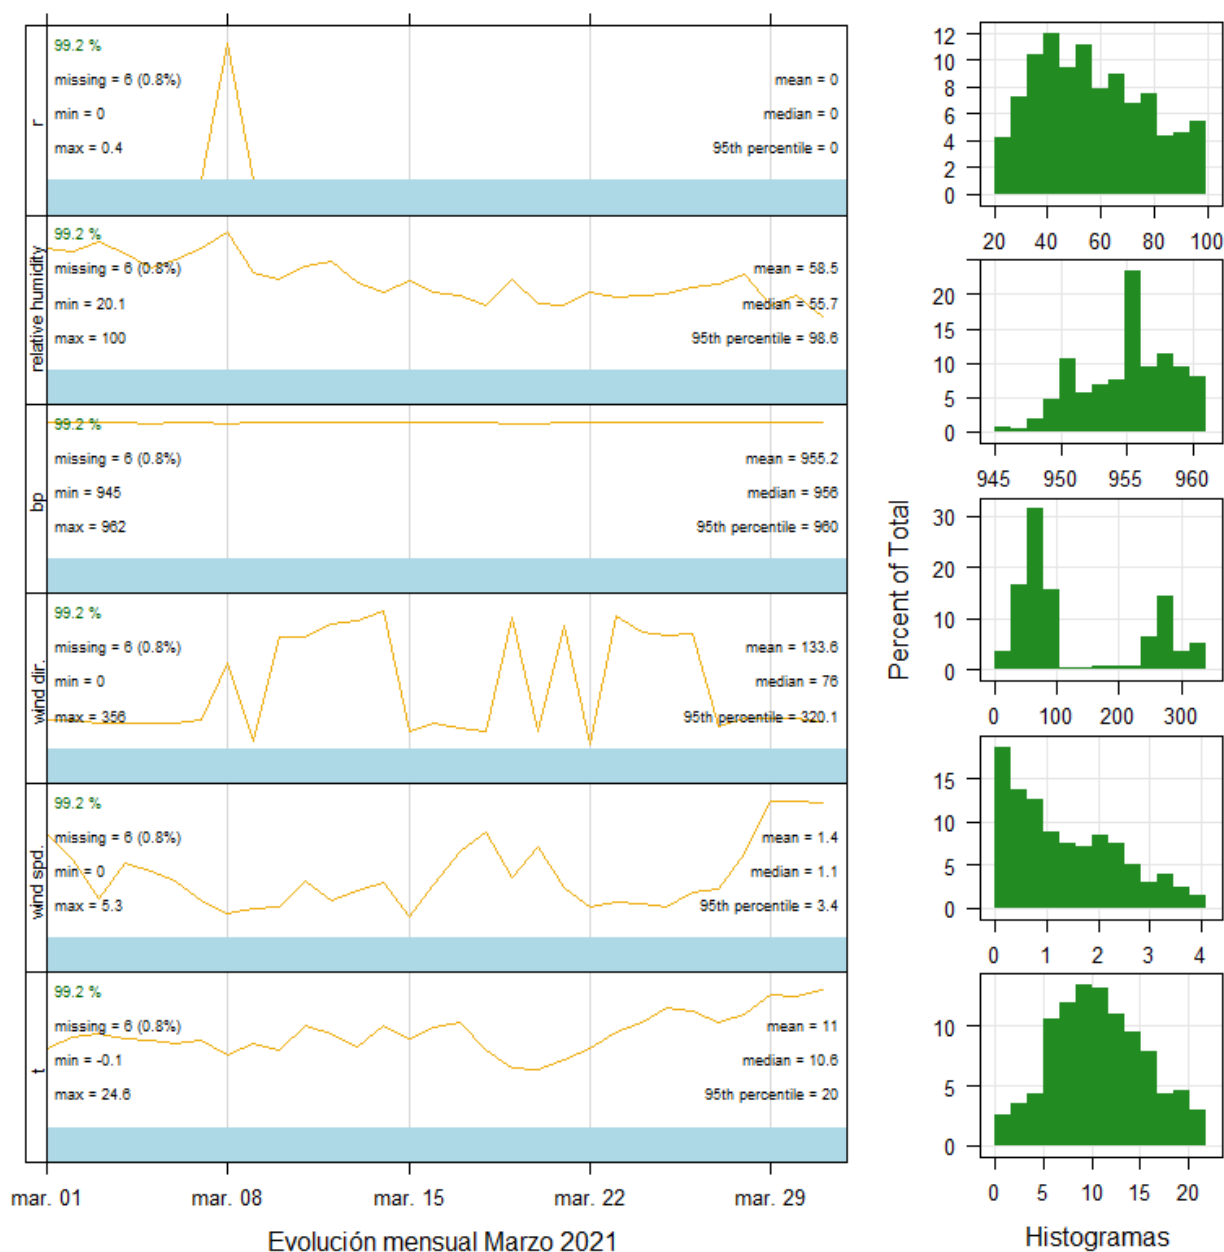 r
99.2 %
missing = 6 (0.8%)
min = 0
max = 0.4
mean = 0
median = 0
95th percentile = 0
relative humidity
99.2 %
missing = 6 (0.8%)
min = 20.1
max = 100
mean = 58.5
median = 55.7
95th percentile = 98.6
bp
99.2 %
missing = 6 (0.8%)
min = 945
max = 962
mean = 955.2
median = 956
95th percentile = 960
wind dir.
99.2 %
missing = 6 (0.8%)
min = 0
max = 356
mean = 133.6
median = 76
95th percentile = 320.1
wind spd.
99.2 %
missing = 6 (0.8%)
min = 0
max = 5.3
mean = 1.4
median = 1.1
95th percentile = 3.4
t
99.2 %
missing = 6 (0.8%)
min = -0.1
max = 24.6
mean = 11
median = 10.6
95th percentile = 20
mar. 01 mar. 08 mar. 15 mar. 22 mar. 29
Evolución mensual Marzo 2021
Percent of Total
12
10
8
6
4
2
0
20 40 60 80 100
20
15
10
5
0
945 950 955 960
30
20
10
0
0 100 200 300
15
10
5
0
0 1 2 3 4
10
5
0
0 5 10 15 20
Histogramas